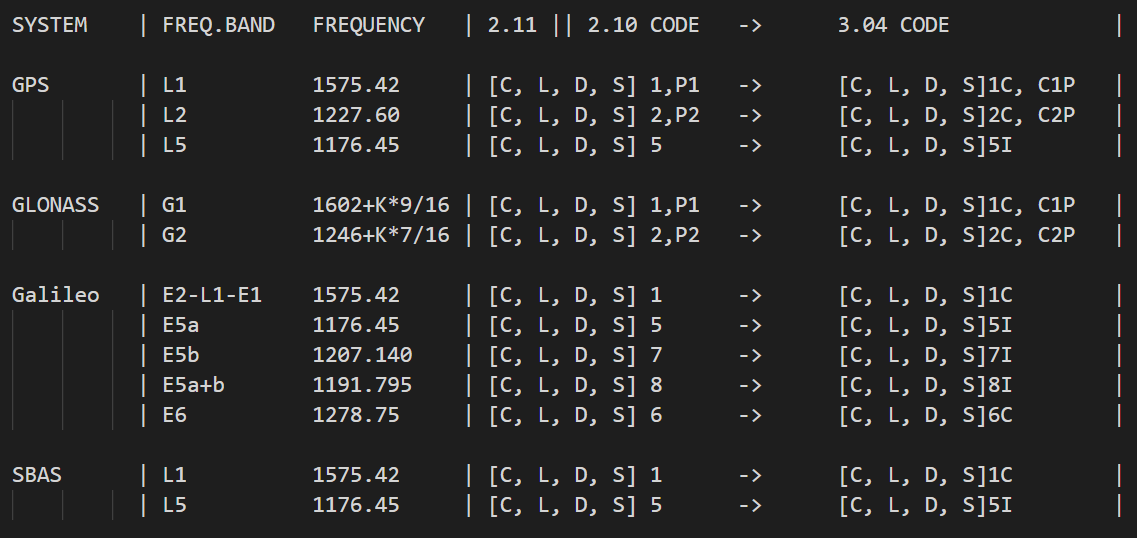 SYSTEM | FREQ.BAND FREQUENCY | 2.11 || 2.10 CODE -> 3.04 CODE |
GPS | L1 1575.42 | [C, L, D, S] 1,P1 -> [C, L, D, S]1C, C1P |
| L2 1227.60 | [C, L, D, S] 2,P2 -> [C, L, D, S]2C, C2P |
| L5 1176.45 | [C, L, D, S] 5 -> [C, L, D, S]5I |
GLONASS | G1 1602+K*9/16 | [C, L, D, S] 1,P1 -> [C, L, D, S]1C, C1P |
| G2 1246+K*7/16 | [C, L, D, S] 2,P2 -> [C, L, D, S]2C, C2P |
Galileo | E2-L1-E1 1575.42 | [C, L, D, S] 1 -> [C, L, D, S]1C |
| E5a 1176.45 | [C, L, D, S] 5 -> [C, L, D, S]5I |
| E5b 1207.140 | [C, L, D, S] 7 -> [C, L, D, S]7I |
| E5a+b 1191.795 | [C, L, D, S] 8 -> [C, L, D, S]8I |
| E6 1278.75 | [C, L, D, S] 6 -> [C, L, D, S]6C |
SBAS | L1 1575.42 | [C, L, D, S] 1 -> [C, L, D, S]1C |
| L5 1176.45 | [C, L, D, S] 5 -> [C, L, D, S]5I |